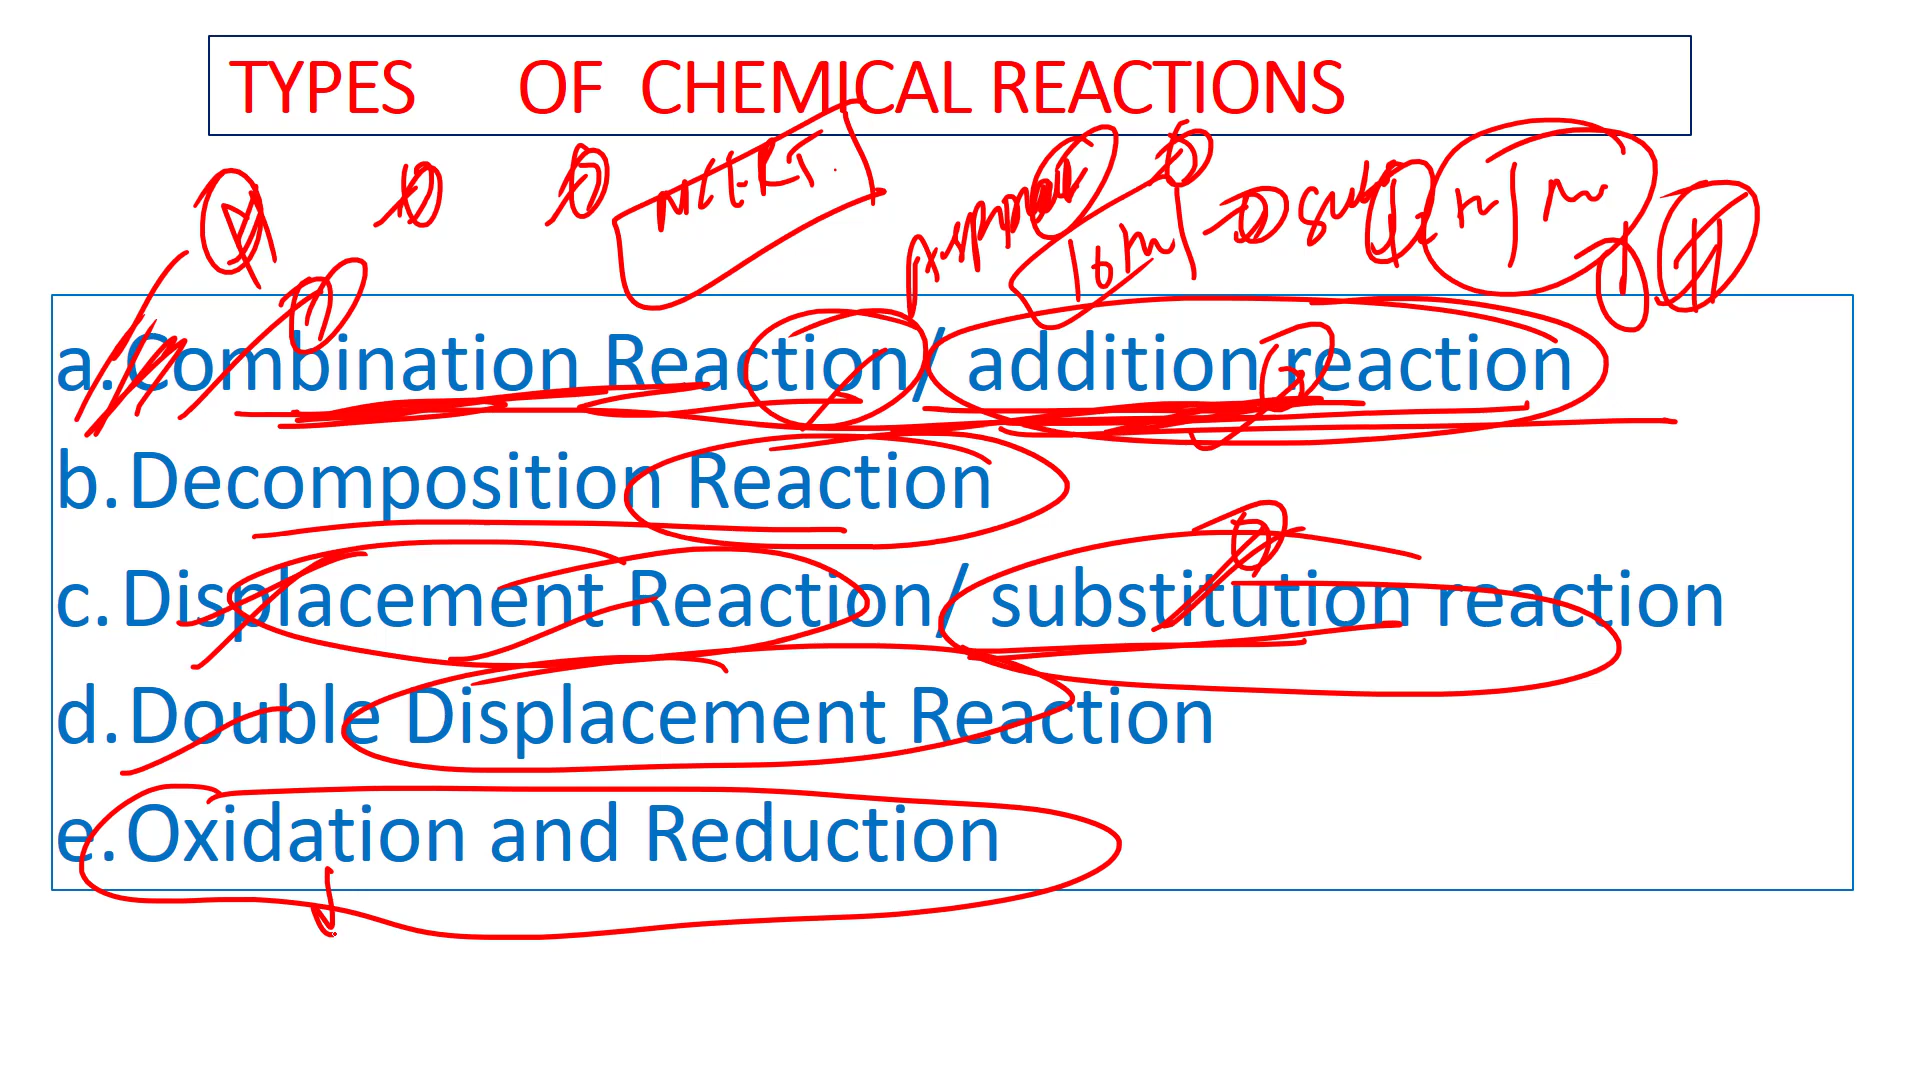 TYPES OF CHEMICAL REACTIONS
a. Combination Reaction/ addition reaction
b. Decomposition Reaction
c. Displacement Reaction/ substitution reaction
d. Double Displacement Reaction
e. Oxidation and Reduction